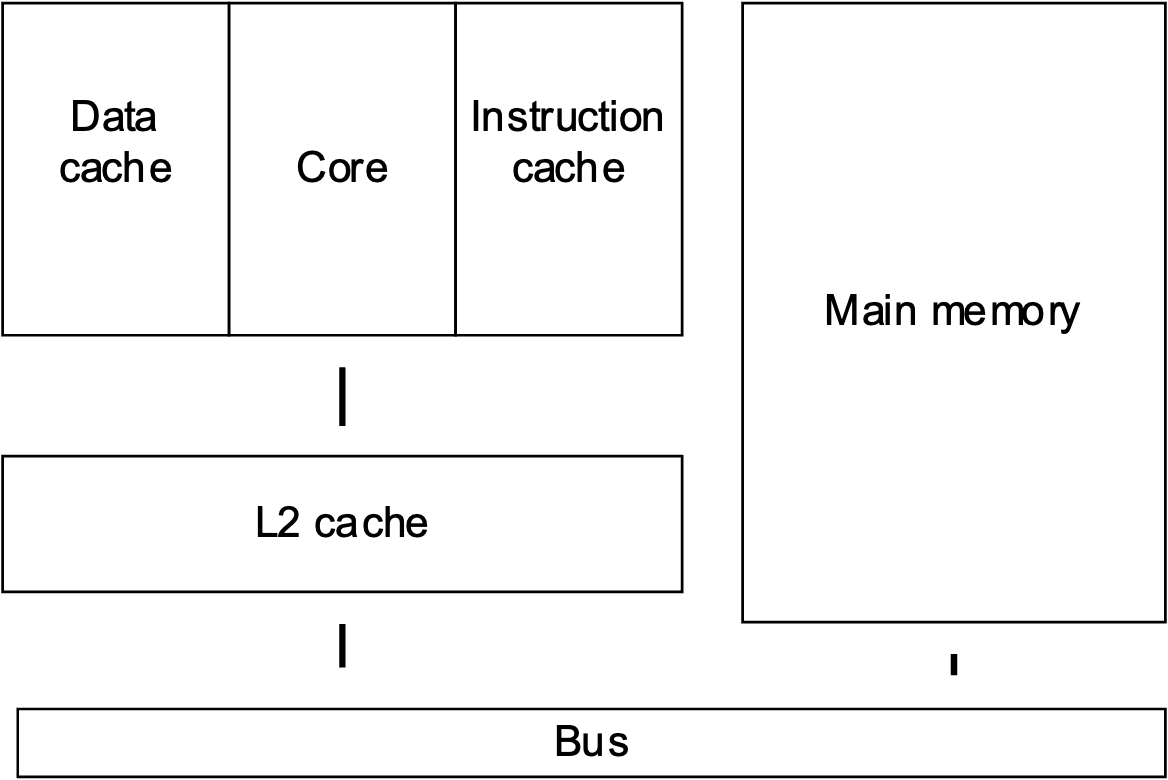 Data
cache
Core
Instruction
cache
Main memory
L2 cache
Bus